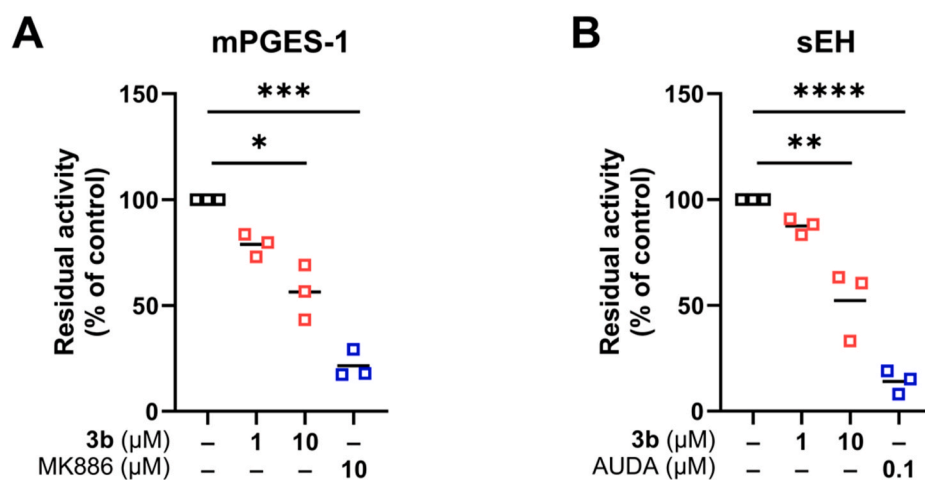 A
mPGES-1
Residual activity
(% of control)
150
100
50
0
***
*
3b (µM) – 1 10 –
MK886 (µM) – – – 10
B
sEH
Residual activity
(% of control)
150
100
50
0
****
**
3b (µM) – 1 10 –
AUDA (µM) – – – 0.1